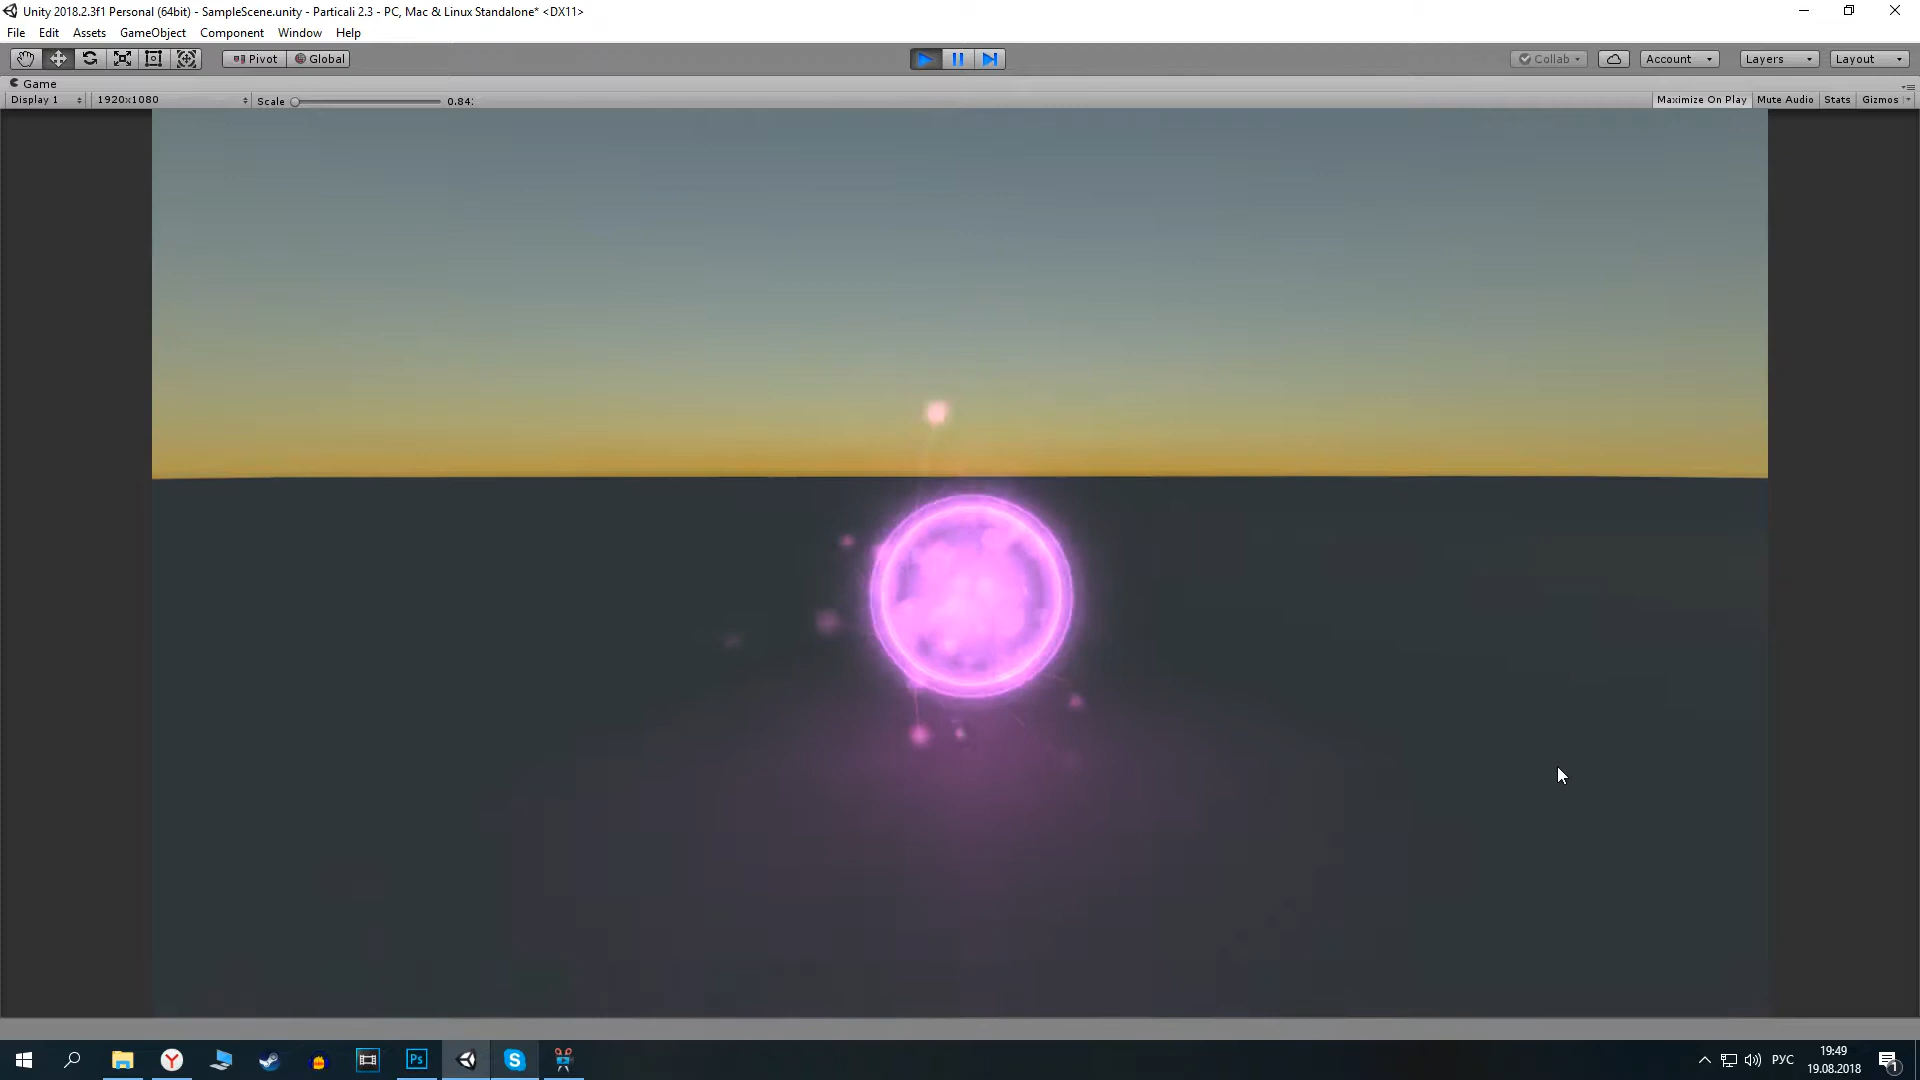 Unity 2018.2.3f1 Personal (64bit) - SampleScene.unity - Particali 2.3 - PC, Mac & Linux Standalone* <DX11>
File Edit Assets GameObject Component Window Help
Pivot Global Collab Account Layers Layout
Game
Display 1 1920x1080 Scale 0.84: Maximize On Play Mute Audio Stats Gizmos
Y Ps S РУС 19:49
19.08.2018 1